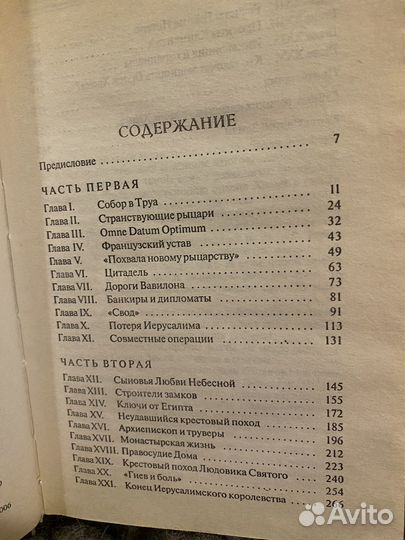 СОДЕРЖАНИЕ
Предисловие 7
ЧАСТЬ ПЕРВАЯ
Глава I. Собор в Труа 11
Глава II. Странствующие рыцари 24
Глава III. Omne Datum Optimum 32
Глава IV. Французский устав 43
Глава V. «Похвала новому рыцарству» 49
Глава VI. Цитадель 63
Глава VII. Дороги Вавилона 73
Глава VIII. Банкиры и дипломаты 81
Глава IX. «Свод» 91
Глава X. Потеря Иерусалима 113
Глава XI. Совместные операции 131
ЧАСТЬ ВТОРАЯ
Глава XII. Сыновья Любви Небесной 145
Глава XIII. Строители замков 155
Глава XIV. Ключи от Египта 172
Глава XV. Неудавшийся крестовый поход 185
Глава XVI. Архиепископ и труверы 196
Глава XVII. Монастырская жизнь 212
Глава XVIII. Правосудие Дома 223
Глава XIX. Крестовый поход Людовика Святого 240
Глава XX. «Гнев и боль» 254
Глава XXI. Конец Иерусалимского королевства 266
Avito